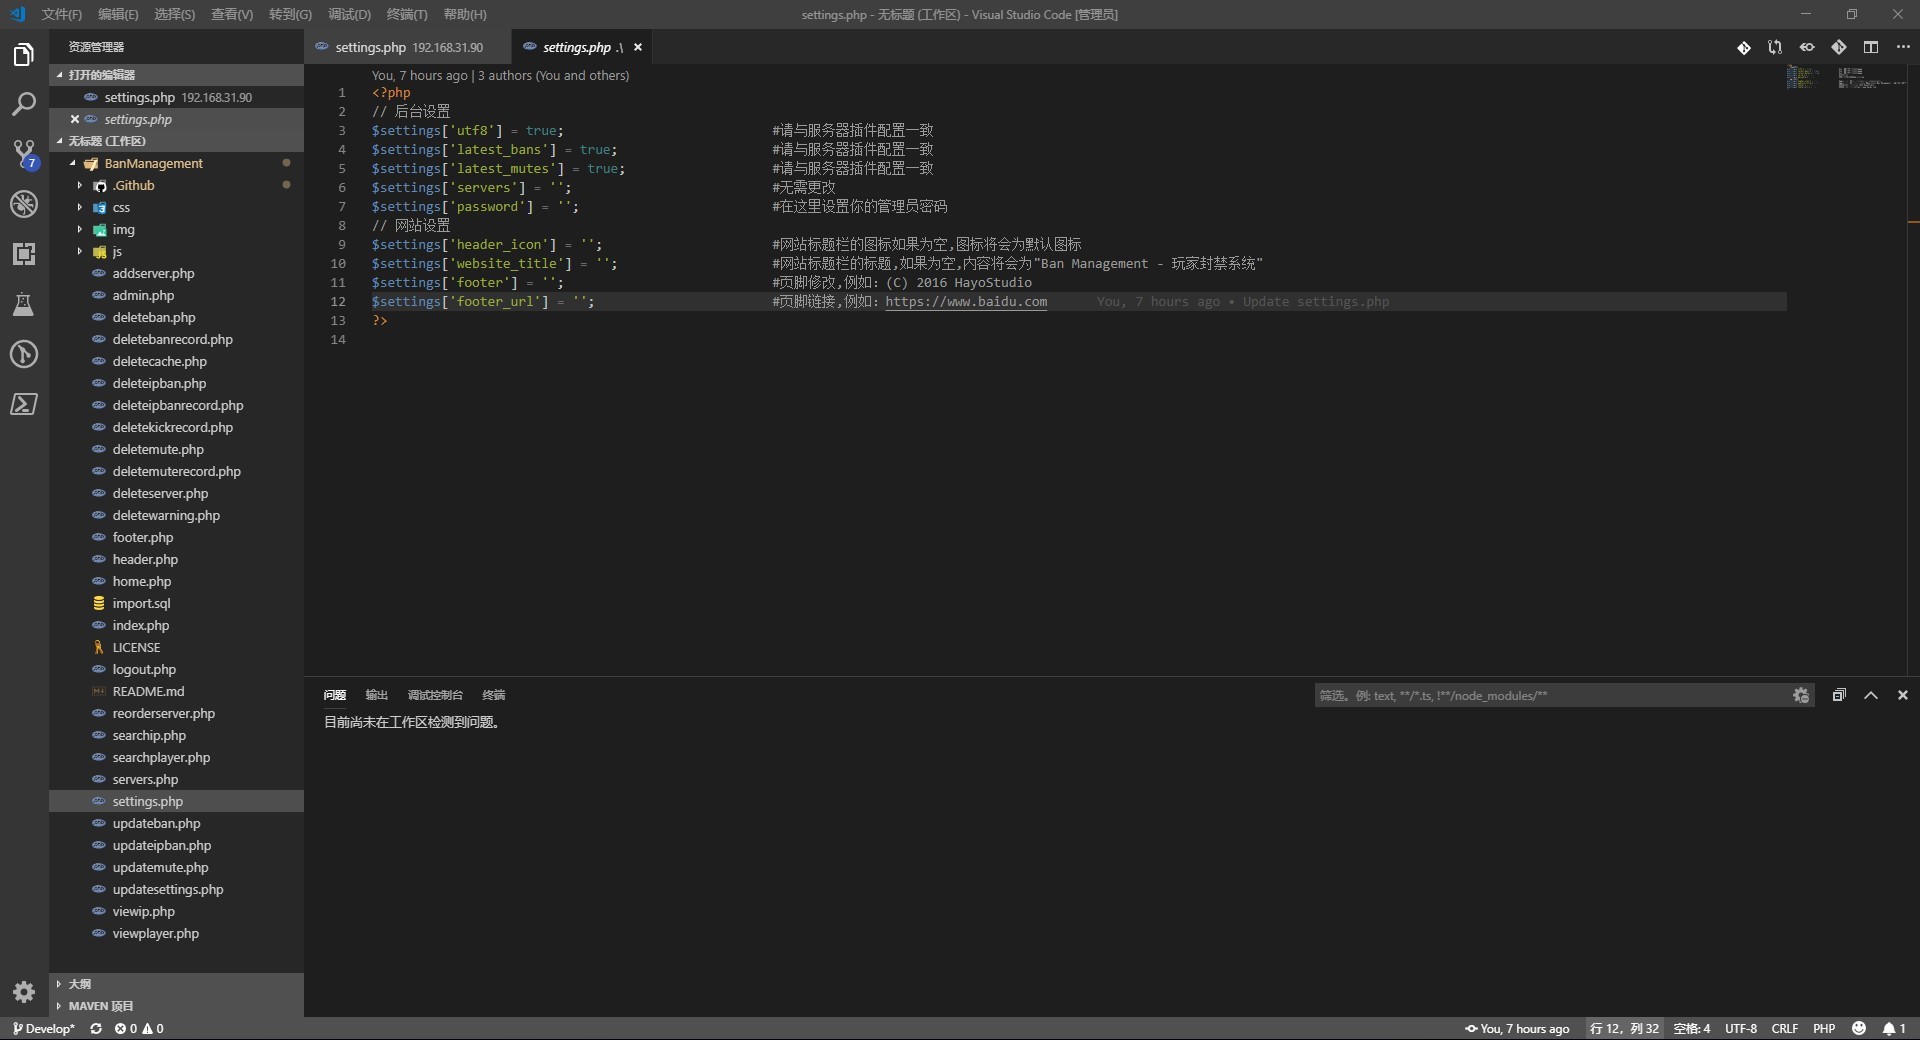 文件(F) 编辑(E) 选择(S) 查看(V) 转到(G) 调试(D) 终端(T) 帮助(H) settings.php - 无标题 (工作区) - Visual Studio Code [管理员]
资源管理器
打开的编辑器
settings.php 192.168.31.90
settings.php
无标题 (工作区)
7
BanManagement
.Github
css
img
js
addserver.php
admin.php
deleteban.php
deletebanrecord.php
deletecache.php
deleteipban.php
deleteipbanrecord.php
deletekickrecord.php
deletemute.php
deletemuterecord.php
deleteserver.php
deletewarning.php
footer.php
header.php
home.php
import.sql
index.php
LICENSE
logout.php
README.md
reorderserver.php
searchip.php
searchplayer.php
servers.php
settings.php
updateban.php
updateipban.php
updatemute.php
updatesettings.php
viewip.php
viewplayer.php
大纲
MAVEN 项目
settings.php 192.168.31.90 settings.php .\
You, 7 hours ago | 3 authors (You and others)
1 <?php
2 // 后台设置
3 $settings['utf8'] = true; #请与服务器插件配置一致
4 $settings['latest_bans'] = true; #请与服务器插件配置一致
5 $settings['latest_mutes'] = true; #请与服务器插件配置一致
6 $settings['servers'] = ''; #无需更改
7 $settings['password'] = ''; #在这里设置你的管理员密码
8 // 网站设置
9 $settings['header_icon'] = ''; #网站标题栏的图标如果为空,图标将会为默认图标
10 $settings['website_title'] = ''; #网站标题栏的标题,如果为空,内容将会为"Ban Management - 玩家封禁系统"
11 $settings['footer'] = ''; #页脚修改,例如: (C) 2016 HayoStudio
12 $settings['footer_url'] = ''; #页脚链接,例如: https://www.baidu.com You, 7 hours ago • Update settings.php
13 ?>
14
问题 输出 调试控制台 终端 筛选。例: text, **/*.ts, !**/node_modules/**
目前尚未在工作区检测到问题。
Develop* 0 0 You, 7 hours ago 行 12，列 32 空格: 4 UTF-8 CRLF PHP 1